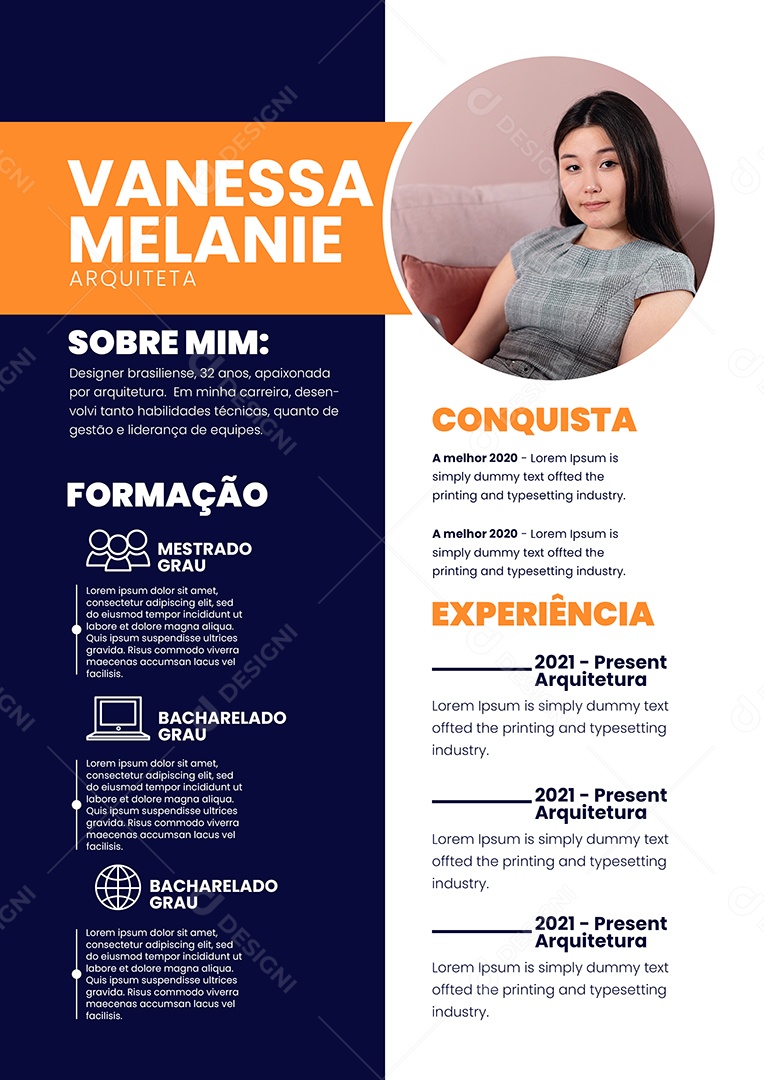 VANESSA
MELANIE
ARQUITETA
SOBRE MIM:
Designer brasiliense, 32 anos, apaixonada
por arquitetura. Em minha carreira, desen-
volvi tanto habilidades técnicas, quanto de
gestão e liderança de equipes.
FORMAÇÃO
MESTRADO
GRAU
Lorem ipsum dolor sit amet,
consectetur adipiscing elit, sed
do eiusmod tempor incididunt ut
labore et dolore magna aliqua.
Quis ipsum suspendisse ultrices
gravida. Risus commodo viverra
maecenas accumsan lacus vel
facilisis.
BACHARELADO
GRAU
Lorem ipsum dolor sit amet,
consectetur adipiscing elit, sed
do eiusmod tempor incididunt ut
labore et dolore magna aliqua.
Quis ipsum suspendisse ultrices
gravida. Risus commodo viverra
maecenas accumsan lacus vel
facilisis.
BACHARELADO
GRAU
Lorem ipsum dolor sit amet,
consectetur adipiscing elit, sed
do eiusmod tempor incididunt ut
labore et dolore magna aliqua.
Quis ipsum suspendisse ultrices
gravida. Risus commodo viverra
maecenas accumsan lacus vel
facilisis.
CONQUISTA
A melhor 2020 - Lorem Ipsum is
simply dummy text offted the
printing and typesetting industry.
A melhor 2020 - Lorem Ipsum is
simply dummy text offted the
printing and typesetting industry.
EXPERIÊNCIA
2021 - Present
Arquitetura
Lorem Ipsum is simply dummy text
offted the printing and typesetting
industry.
2021 - Present
Arquitetura
Lorem Ipsum is simply dummy text
offted the printing and typesetting
industry.
2021 - Present
Arquitetura
Lorem Ipsum is simply dummy text
offted the printing and typesetting
industry.
DESIGNI
DESIGNI
DESIGNI
DESIGNI
DESIGNI
DESIGNI
DESIGNI
DESIGNI